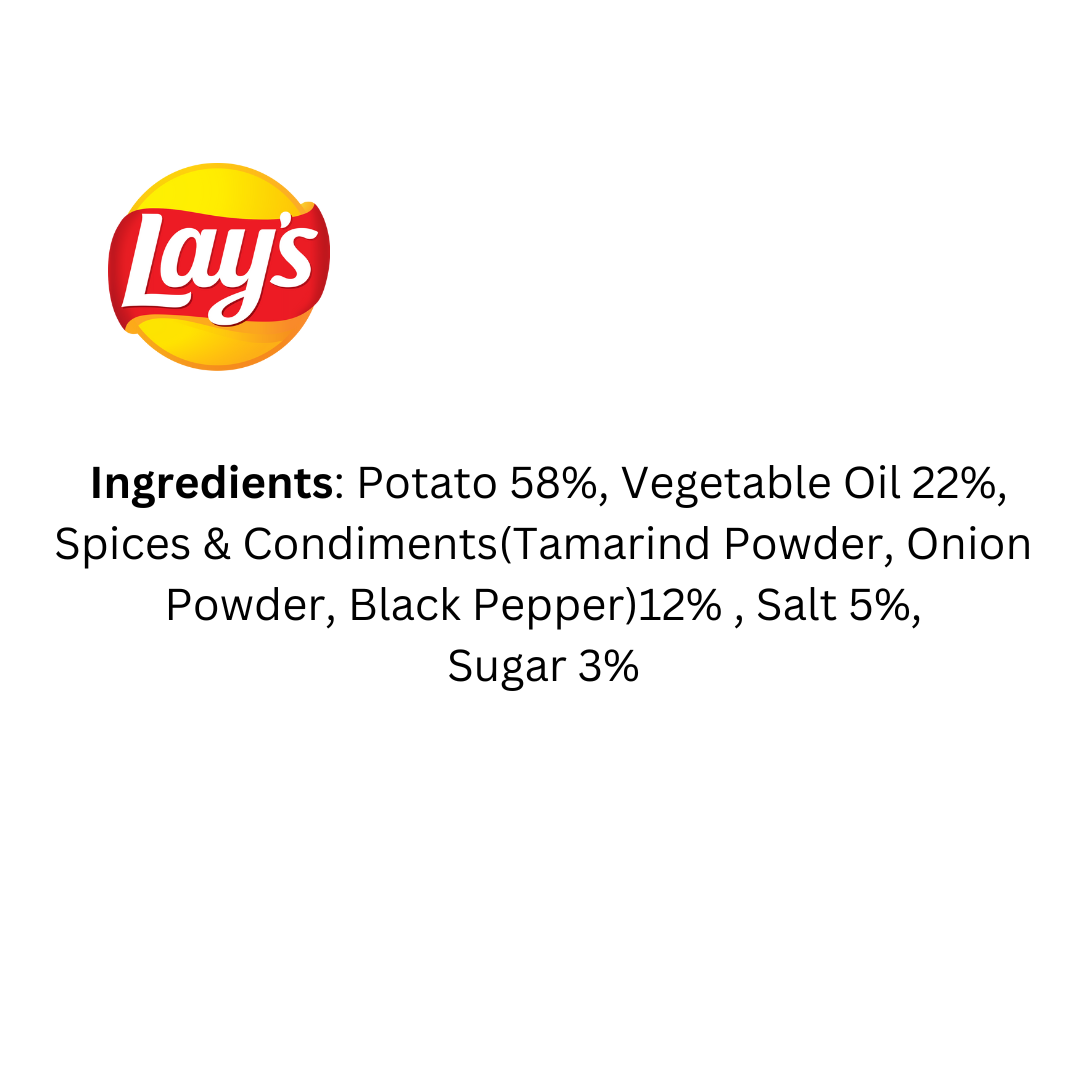 Lay's
Ingredients: Potato 58%, Vegetable Oil 22%,
Spices & Condiments(Tamarind Powder, Onion
Powder, Black Pepper)12% , Salt 5%,
Sugar 3%